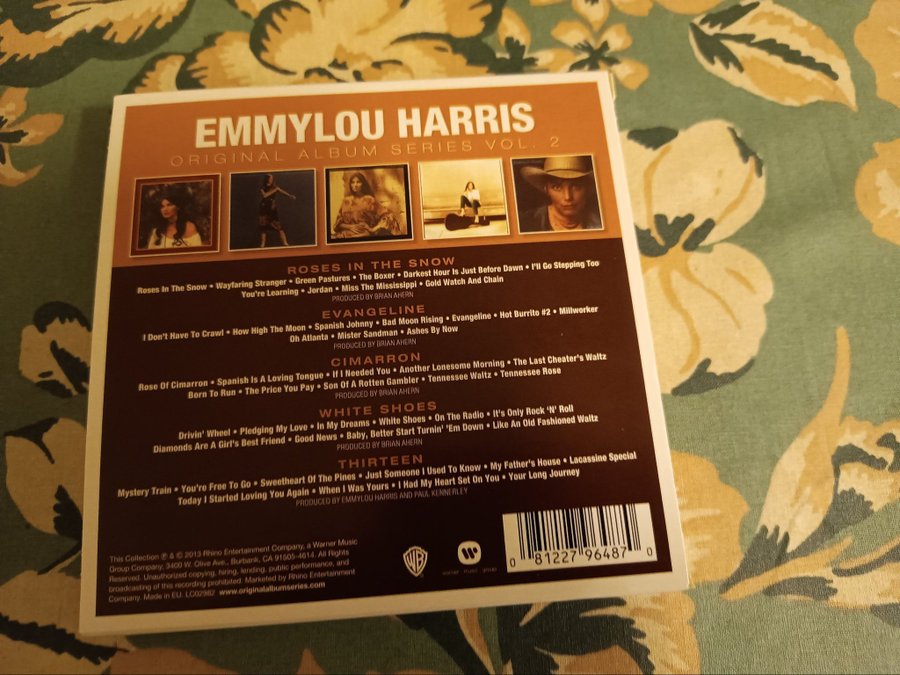 EMMYLOU HARRIS
ORIGINAL ALBUM SERIES VOL. 2
ROSES IN THE SNOW
Roses In The Snow • Wayfaring Stranger • Green Pastures • The Boxer • Darkest Hour Is Just Before Dawn • I'll Go Stepping Too
You're Learning • Jordan • Miss The Mississippi • Gold Watch And Chain
PRODUCED BY BRIAN AHERN
EVANGELINE
I Don't Have To Crawl • How High The Moon • Spanish Johnny • Bad Moon Rising • Evangeline • Hot Burrito #2 • Millworker
Oh Atlanta • Mister Sandman • Ashes By Now
PRODUCED BY BRIAN AHERN
CIMARRON
Rose Of Cimarron • Spanish Is A Loving Tongue • If I Needed You • Another Lonesome Morning • The Last Cheater's Waltz
Born To Run • The Price You Pay • Son Of A Rotten Gambler • Tennessee Waltz • Tennessee Rose
PRODUCED BY BRIAN AHERN
WHITE SHOES
Drivin' Wheel • Pledging My Love • In My Dreams • White Shoes • On The Radio • It's Only Rock 'N' Roll
Diamonds Are A Girl's Best Friend • Good News • Baby, Better Start Turnin' 'Em Down • Like An Old Fashioned Waltz
PRODUCED BY BRIAN AHERN
THIRTEEN
Mystery Train • You're Free To Go • Sweetheart Of The Pines • Just Someone I Used To Know • My Father's House • Lacassine Special
Today I Started Loving You Again • When I Was Yours • I Had My Heart Set On You • Your Long Journey
PRODUCED BY EMMYLOU HARRIS AND PAUL KENNERLEY
This Collection ℗ & © 2013 Rhino Entertainment Company, a Warner Music
Group Company, 3400 W. Olive Ave., Burbank, CA 91505-4614. All Rights
Reserved. Unauthorized copying, hiring, lending, public performance, and
broadcasting of this recording prohibited. Marketed by Rhino Entertainment
Company. Made in EU. LC02982 www.originalalbumseries.com
WB
warner music group
0 81227 96487 0